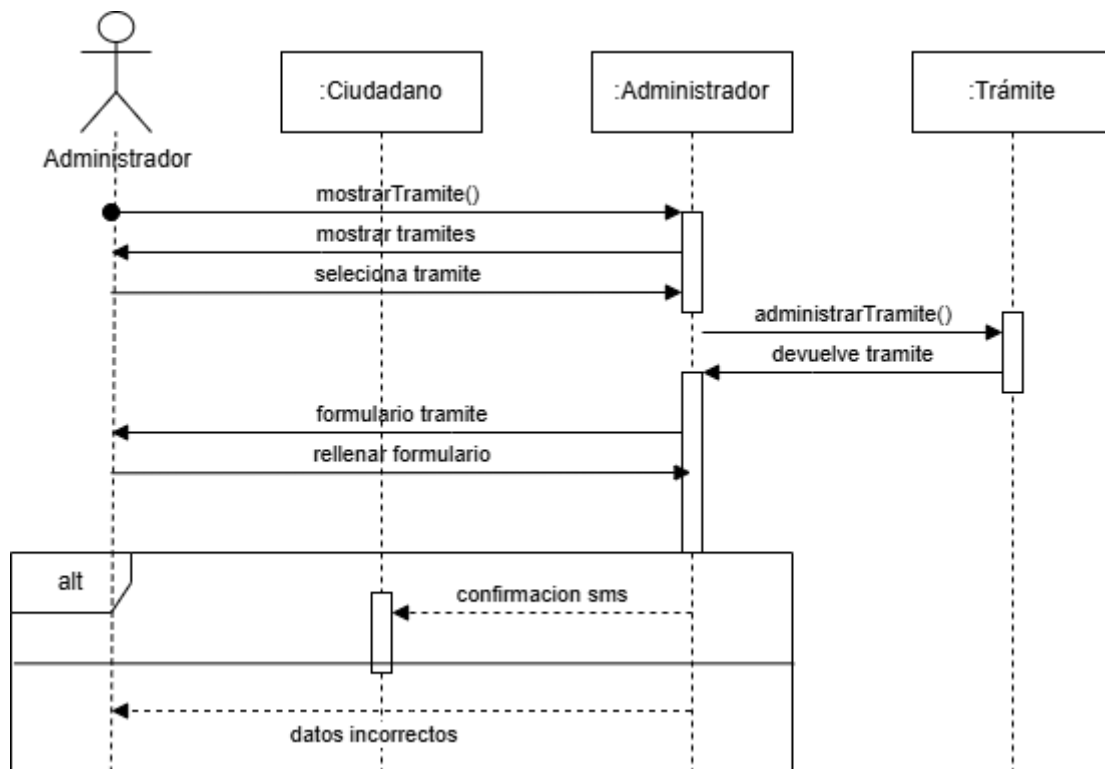 :Ciudadano
:Administrador
:Trámite
Administrador
mostrarTramite()
mostrar tramites
seleciona tramite
administrarTramite()
devuelve tramite
formulario tramite
rellenar formulario
alt
confirmacion sms
datos incorrectos